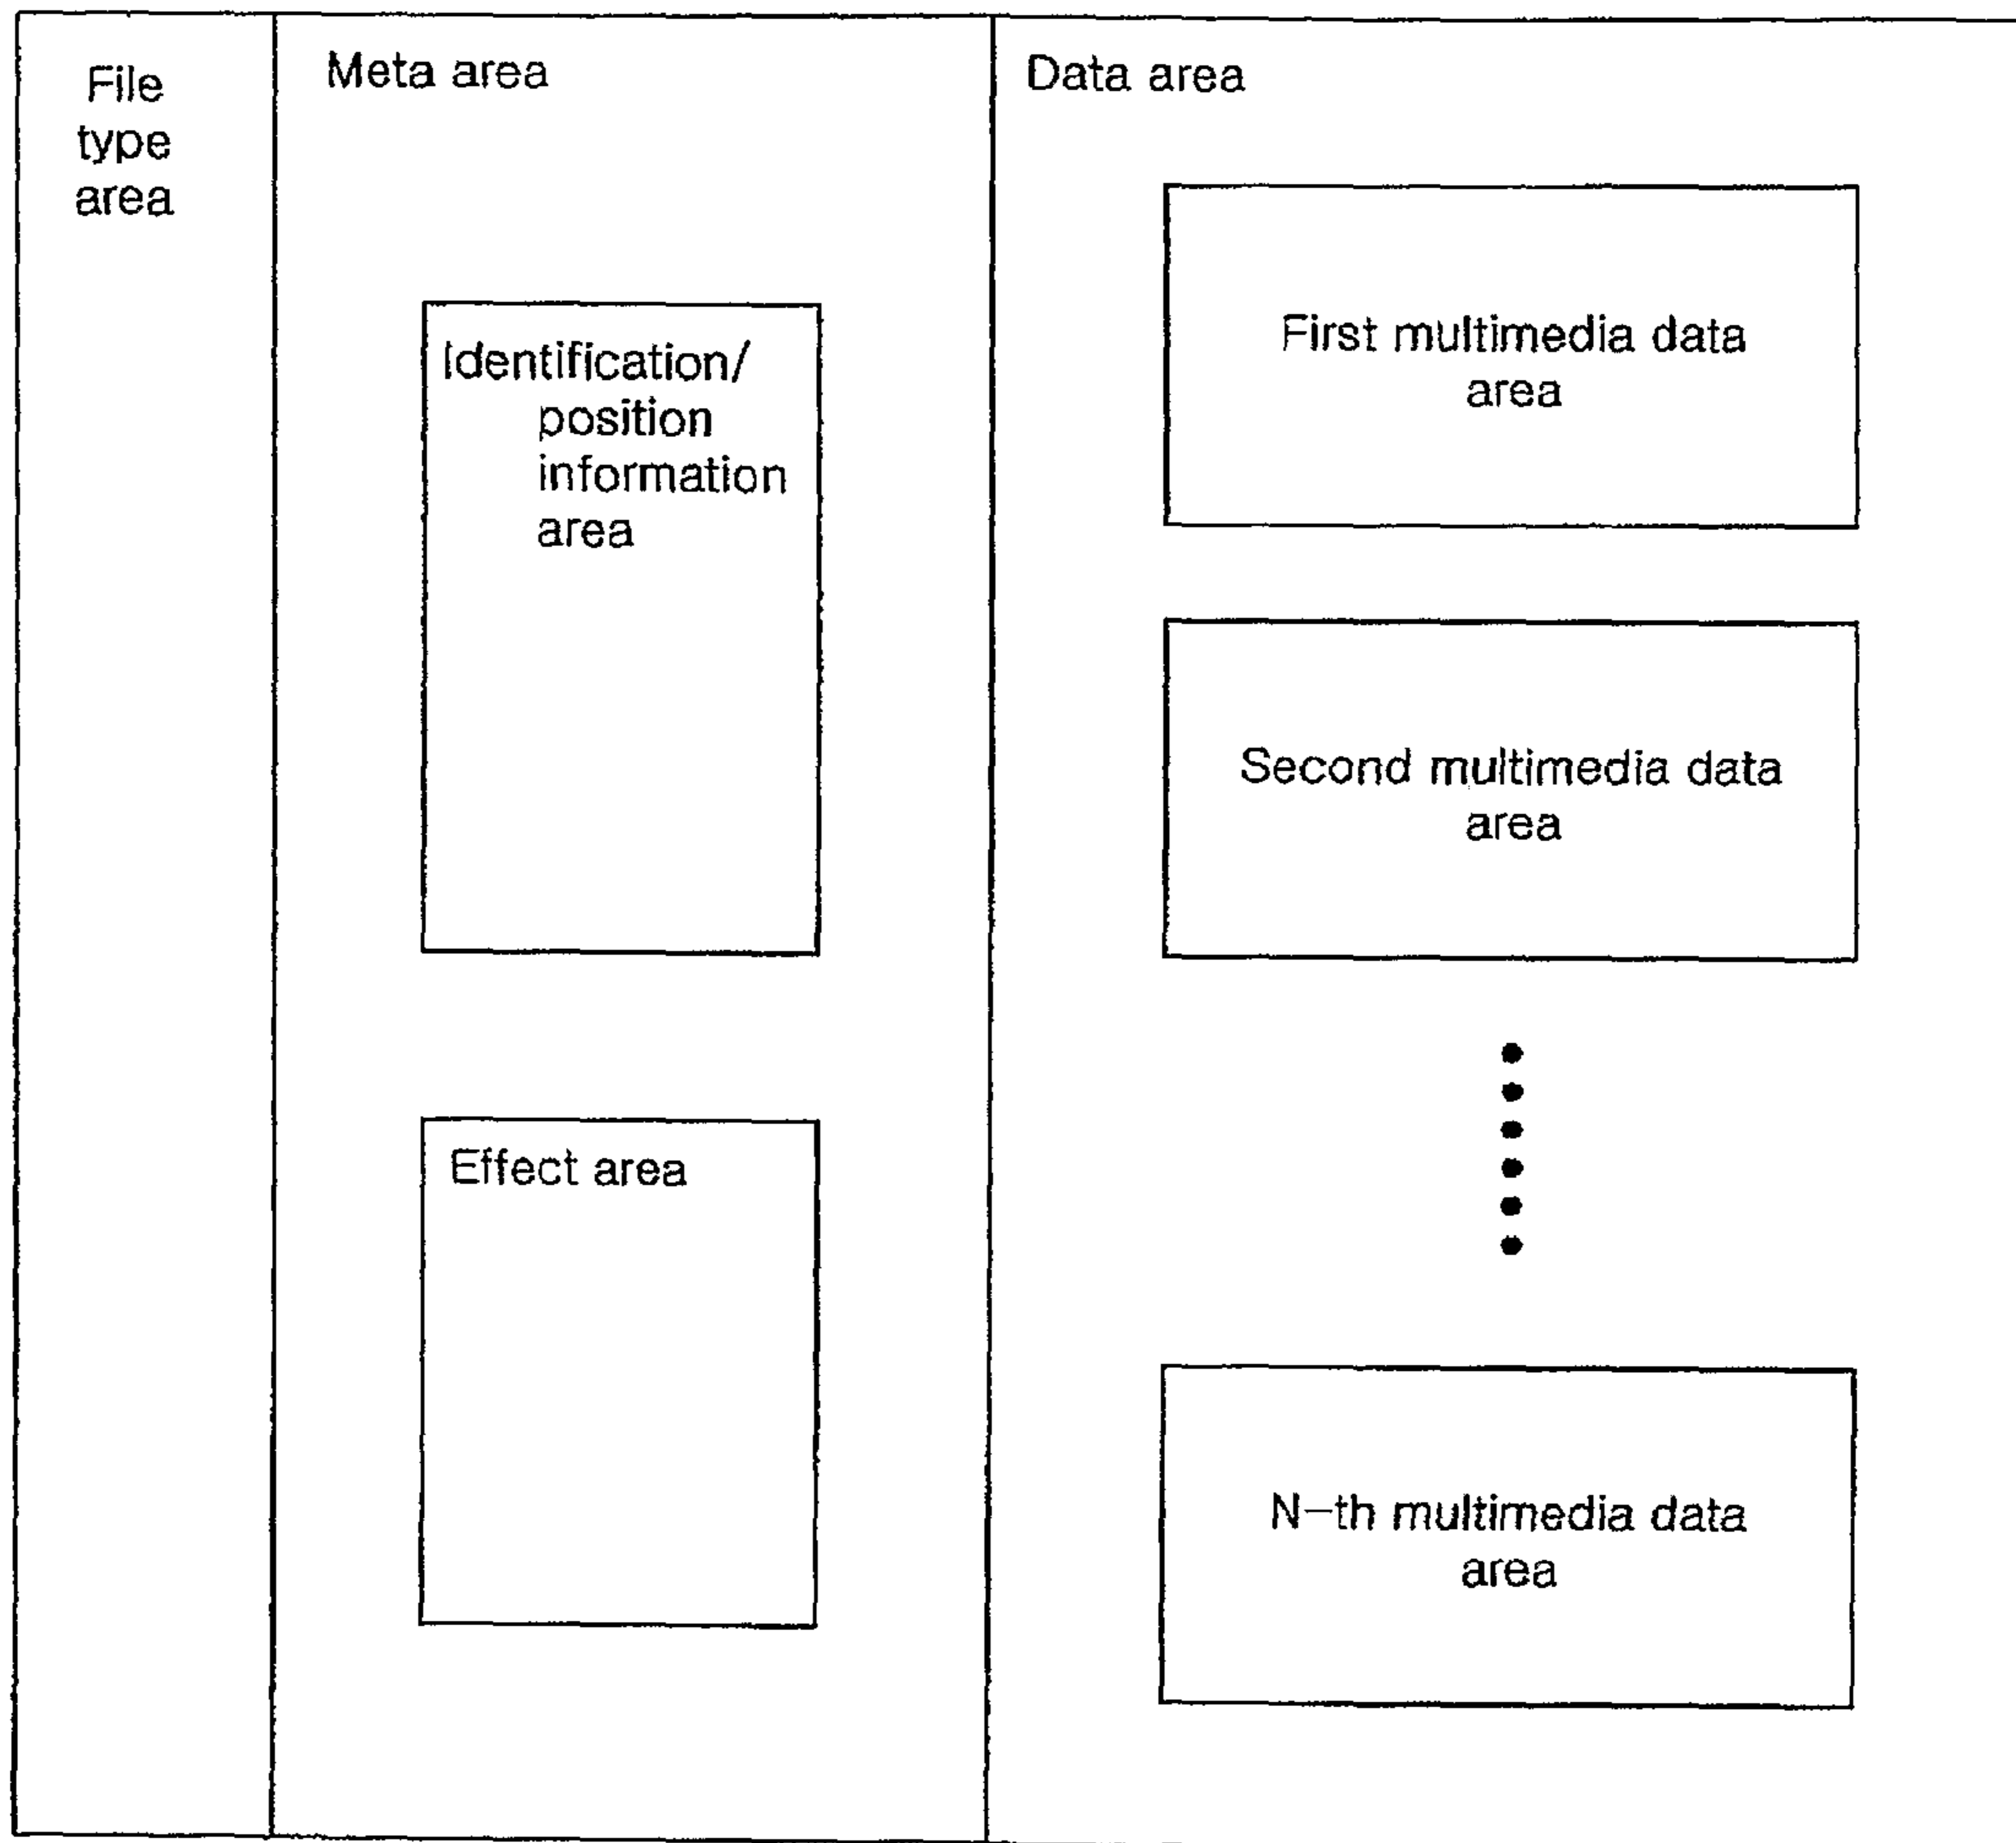 File
type
area
Meta area
Identification/
position
information
area
Effect area
Data area
First multimedia data
area
Second multimedia data
area
N-th multimedia data
area